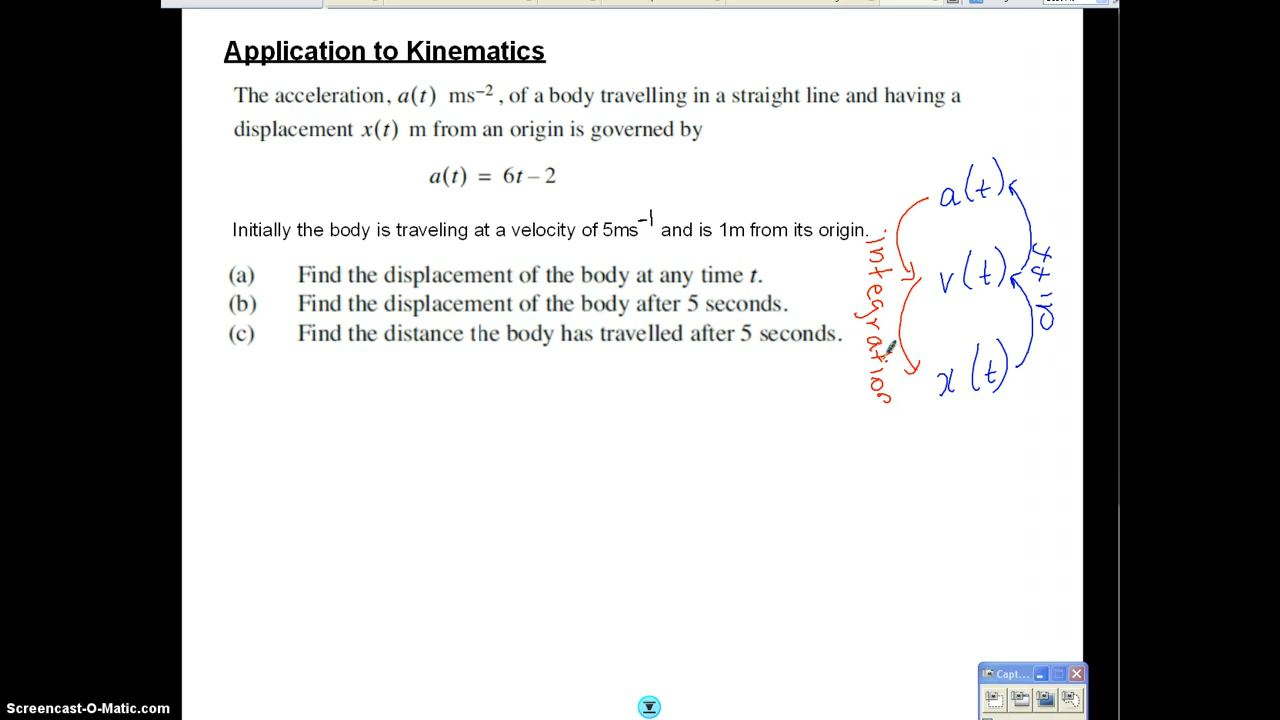 Application to Kinematics
The acceleration, a(t) ms⁻², of a body travelling in a straight line and having a
displacement x(t) m from an origin is governed by
a(t) = 6t – 2
Initially the body is traveling at a velocity of 5ms⁻¹ and is 1m from its origin.
(a) Find the displacement of the body at any time t.
(b) Find the displacement of the body after 5 seconds.
(c) Find the distance the body has travelled after 5 seconds.
a(t)
v(t)
x(t)
integration
diff
Capt...
Screencast-O-Matic.com